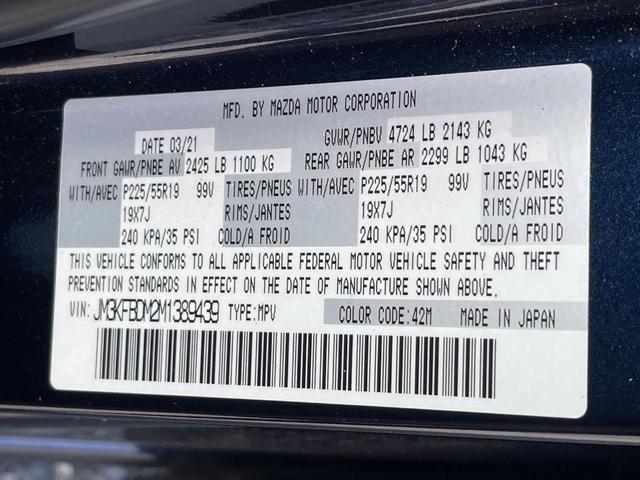 MFD. BY MAZDA MOTOR CORPORATION
DATE 03/21 GVWR/PNBV 4724 LB 2143 KG
FRONT GAWR/PNBE AV 2425 LB 1100 KG REAR GAWR/PNBE AR 2299 LB 1043 KG
WITH/AVEC P225/55R19 99V TIRES/PNEUS WITH/AVEC P225/55R19 99V TIRES/PNEUS
19X7J RIMS/JANTES 19X7J RIMS/JANTES
240 KPA/35 PSI COLD/A FROID 240 KPA/35 PSI COLD/A FROID
THIS VEHICLE CONFORMS TO ALL APPLICABLE FEDERAL MOTOR VEHICLE SAFETY AND THEFT
PREVENTION STANDARDS IN EFFECT ON THE DATE OF MANUFACTURE SHOWN ABOVE.
VIN: JM3KFBDM2M1389439 TYPE:MPV COLOR CODE:42M MADE IN JAPAN